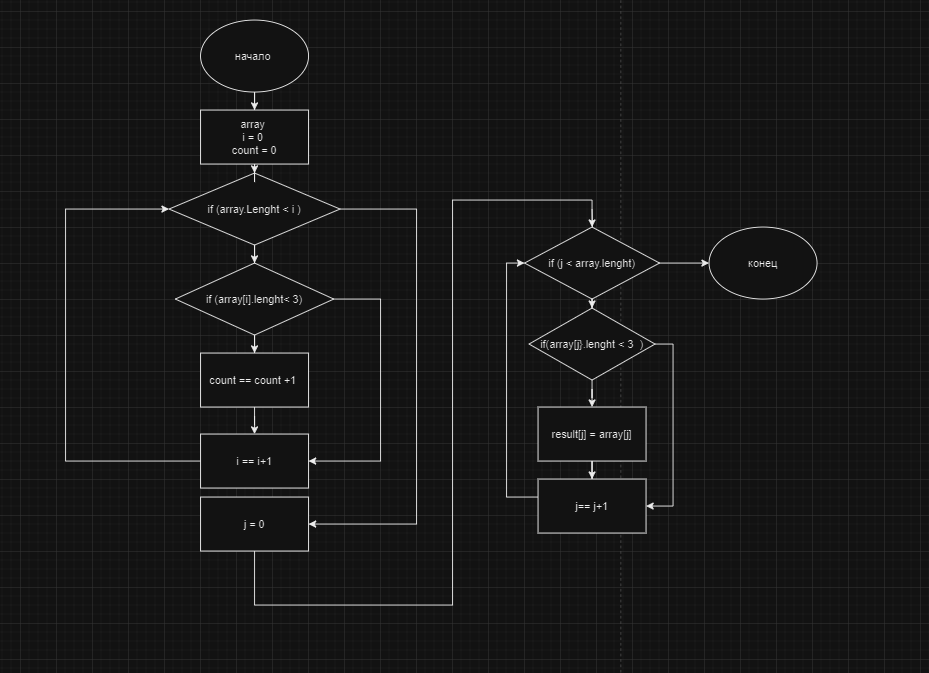 начало
array
i = 0
count = 0
if (array.Lenght < i )
if (array[i].lenght< 3)
count == count +1
i == i+1
j = 0
if (j < array.lenght)
конец
if(array[j}.lenght < 3 )
result[j] = array[j]
j== j+1